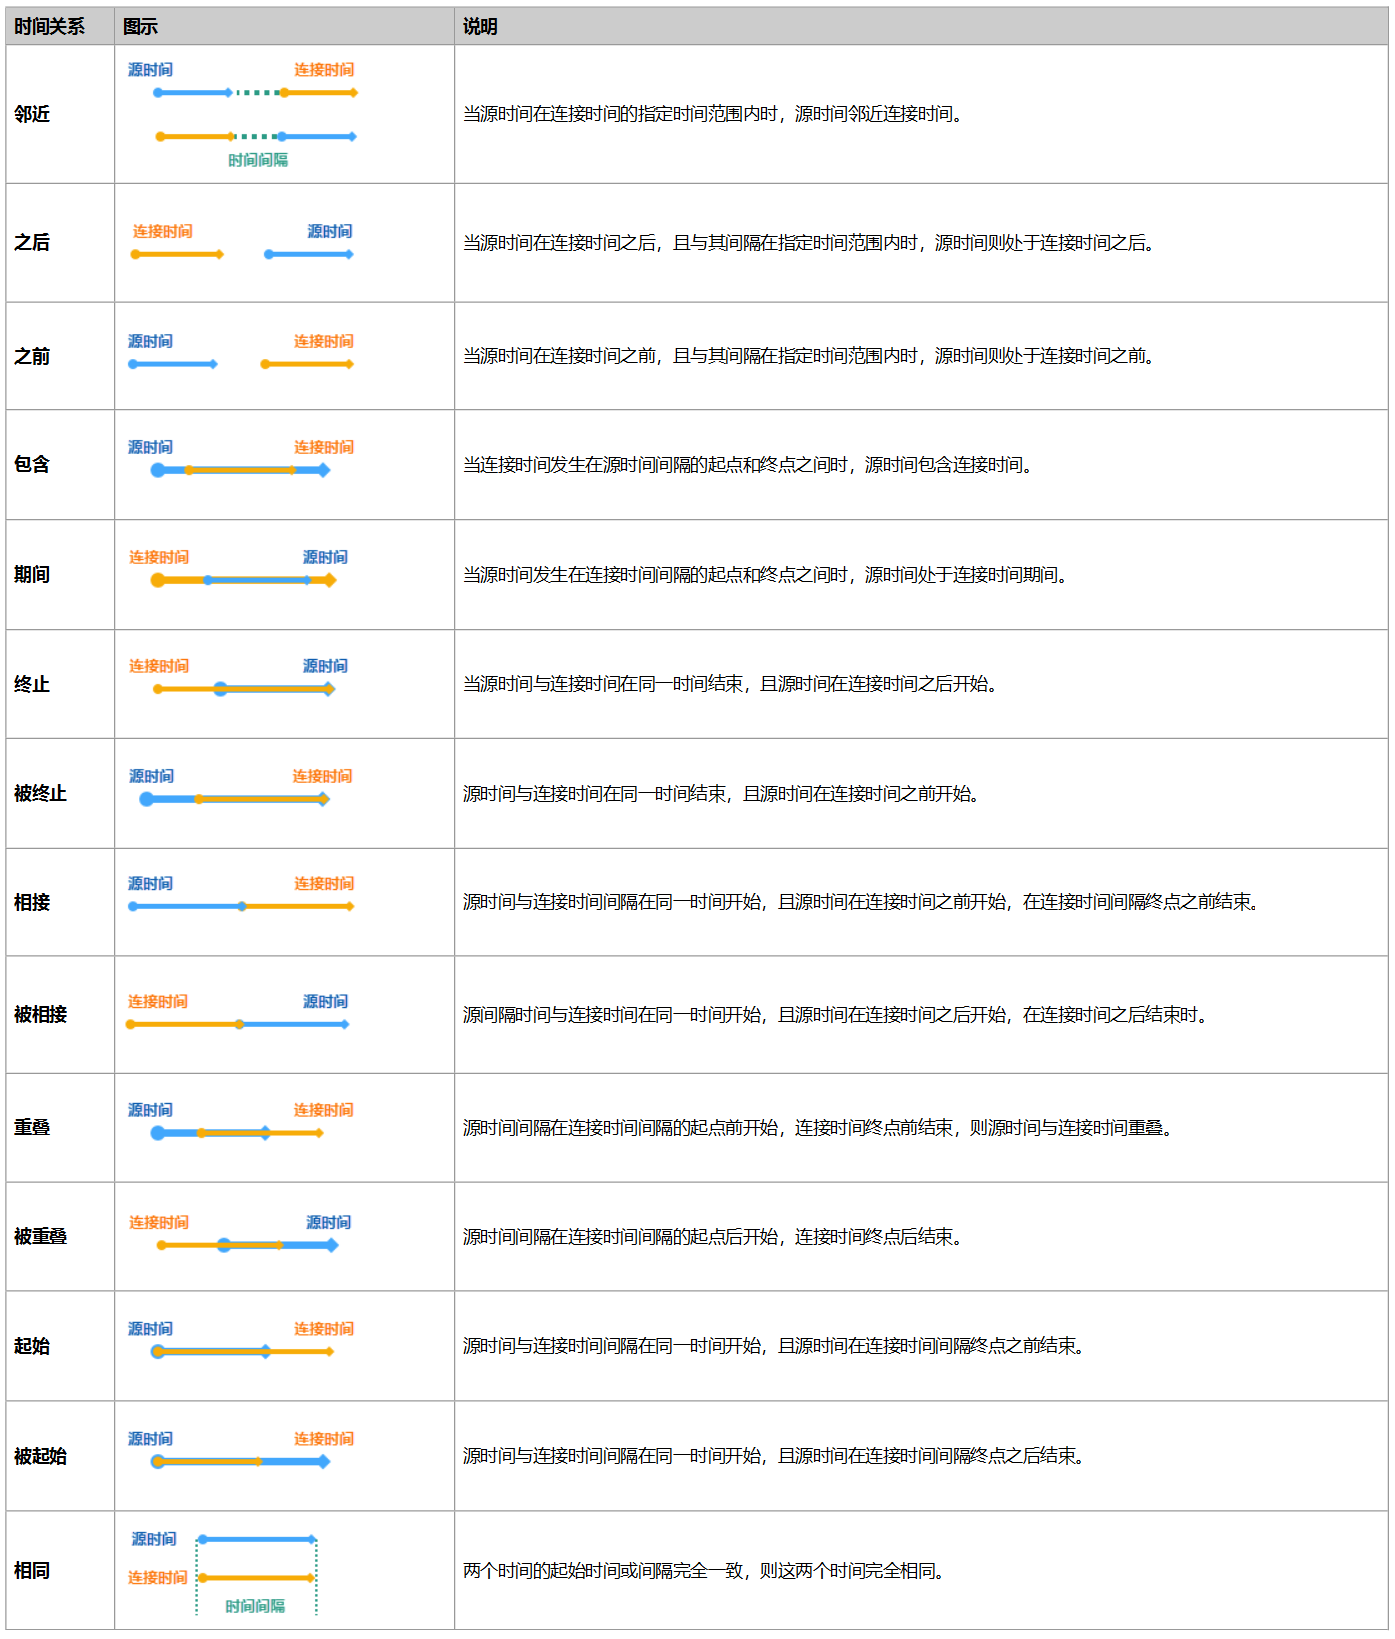 时间关系 图示 说明
邻近
源时间 连接时间
时间间隔
当源时间在连接时间的指定时间范围内时，源时间邻近连接时间。
之后
连接时间 源时间
当源时间在连接时间之后，且与其间隔在指定时间范围内时，源时间则处于连接时间之后。
之前
源时间 连接时间
当源时间在连接时间之前，且与其间隔在指定时间范围内时，源时间则处于连接时间之前。
包含
源时间 连接时间
当连接时间发生在源时间间隔的起点和终点之间时，源时间包含连接时间。
期间
连接时间 源时间
当源时间发生在连接时间间隔的起点和终点之间时，源时间处于连接时间期间。
终止
连接时间 源时间
当源时间与连接时间在同一时间结束，且源时间在连接时间之后开始。
被终止
源时间 连接时间
源时间与连接时间在同一时间结束，且源时间在连接时间之前开始。
相接
源时间 连接时间
源时间与连接时间间隔在同一时间开始，且源时间在连接时间之前开始，在连接时间间隔终点之前结束。
被相接
连接时间 源时间
源间隔时间与连接时间在同一时间开始，且源时间在连接时间之后开始，在连接时间之后结束时。
重叠
源时间 连接时间
源时间间隔在连接时间间隔的起点前开始，连接时间终点前结束，则源时间与连接时间重叠。
被重叠
连接时间 源时间
源时间间隔在连接时间间隔的起点后开始，连接时间终点后结束。
起始
源时间 连接时间
源时间与连接时间间隔在同一时间开始，且源时间在连接时间间隔终点之前结束。
被起始
源时间 连接时间
源时间与连接时间间隔在同一时间开始，且源时间在连接时间间隔终点之后结束。
相同
源时间
连接时间
时间间隔
两个时间的起始时间或间隔完全一致，则这两个时间完全相同。